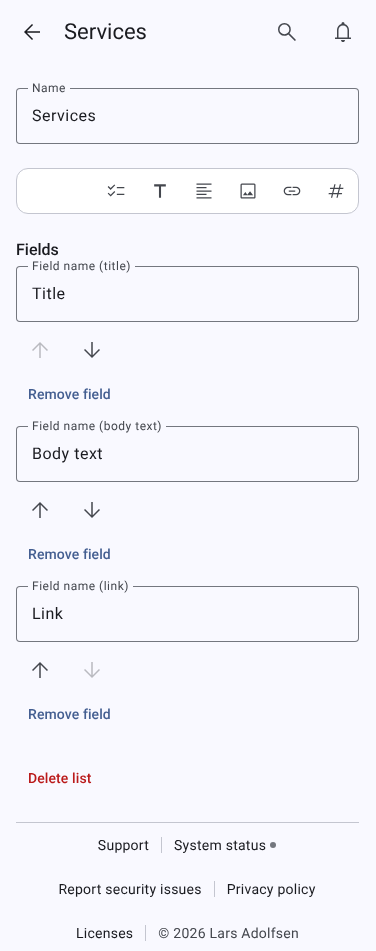 Services
Name
Services
Fields
Field name (title)
Title
Remove field
Field name (body text)
Body text
Remove field
Field name (link)
Link
Remove field
Delete list
Support System status
Report security issues Privacy policy
Licenses © 2026 Lars Adolfsen